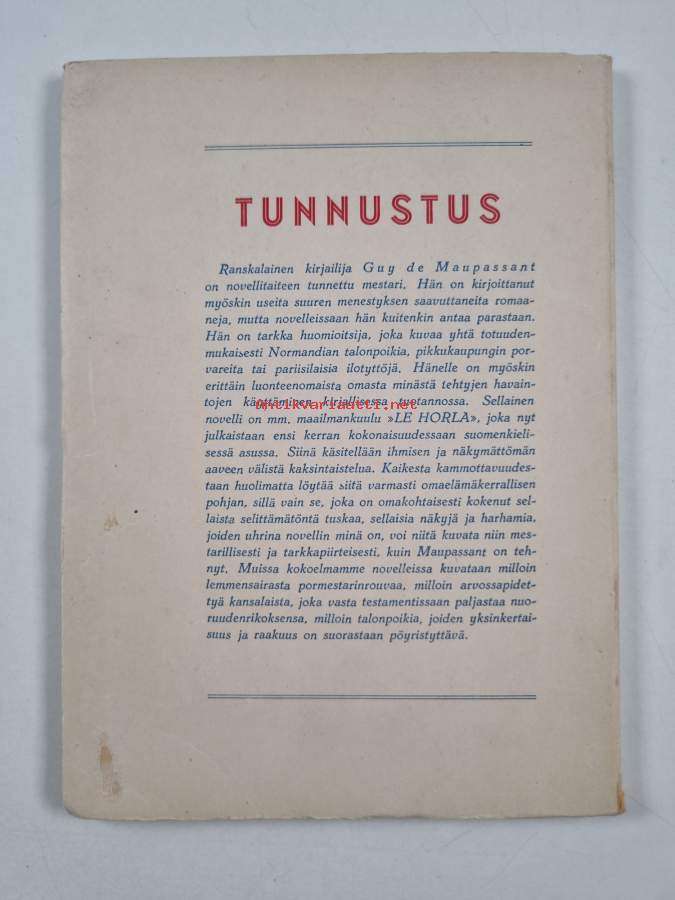 TUNNUSTUS
Ranskalainen kirjailija Guy de Maupassant
on novellitaiteen tunnettu mestari. Hän on kirjoittanut
myöskin useita suuren menestyksen saavuttaneita romaa-
neja, mutta novelleissaan hän kuitenkin antaa parastaan.
Hän on tarkka huomioitsija, joka kuvaa yhtä totuuden-
mukaisesti Normandian talonpoikia, pikkukaupungin por-
vareita tai pariisilaisia ilotyttöjä. Hänelle on myöskin
erittäin luonteenomaista omasta minästä tehtyjen havain-
tojen käyttäminen kirjallisessa tuotannossa. Sellainen
antikvariaatti.net
novelli on mm. maailmankuulu »LE HORLA», joka nyt
julkaistaan ensi kerran kokonaisuudessaan suomenkieli-
sessä asussa. Siinä käsitellään ihmisen ja näkymättömän
aaveen välistä kaksintaistelua. Kaikesta kammottavuudes-
taan huolimatta löytää siitä varmasti omaelämäkerrallisen
pohjan, sillä vain se, joka on omakohtaisesti kokenut sel-
laista selittämätöntä tuskaa, sellaisia näkyjä ja harhamia,
joiden uhrina novellin minä on, voi niitä kuvata niin mes-
tarillisesti ja tarkkapiirteisesti, kuin Maupassant on teh-
nyt. Muissa kokoelmamme novelleissa kuvataan milloin
lemmensairasta pormestarinrouvaa, milloin arvossapidet-
tyä kansalaista, joka vasta testamentissaan paljastaa nuo-
ruudenrikoksensa, milloin talonpoikia, joiden yksinkertai-
suus ja raakuus on suorastaan pöyristyttävä.